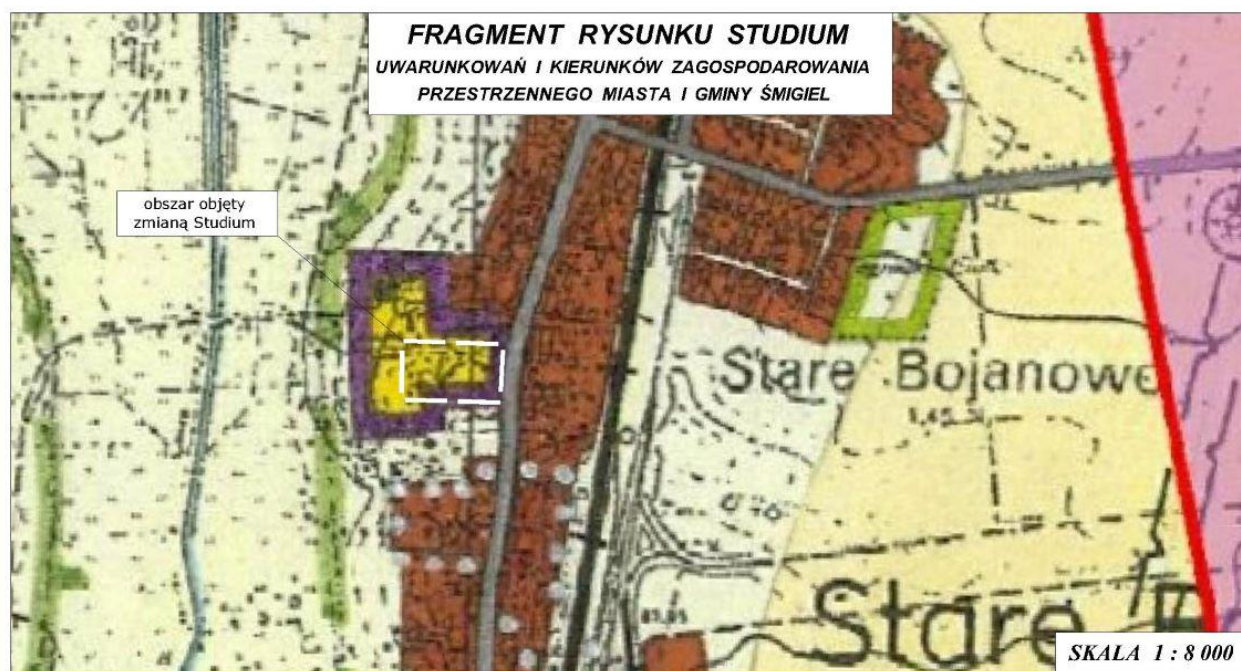 FRAGMENT RYSUNKU STUDIUM
UWARUNKOWAŃ I KIERUNKÓW ZAGOSPODAROWANIA
PRZESTRZENNEGO MIASTA I GMINY ŚMIGIEL
obszar objęty
zmianą Studium
Stare Bojanowo
Stare
SKALA 1 : 8 000